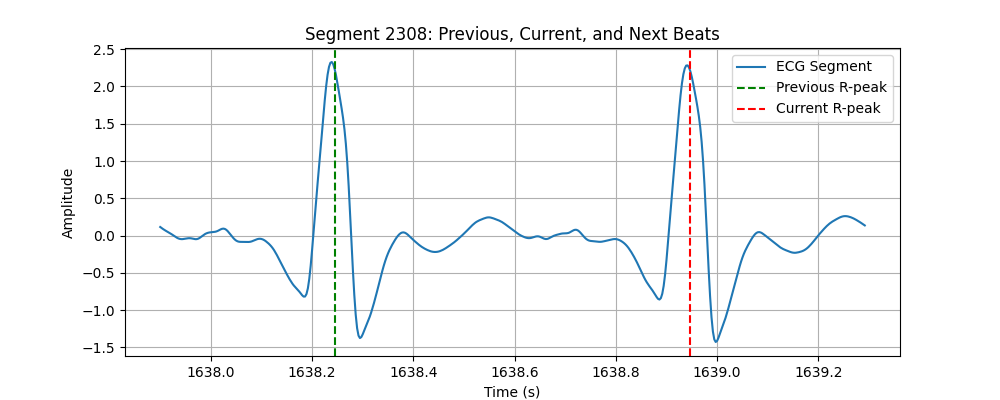 Segment 2308: Previous, Current, and Next Beats
2.5
2.0
1.5
1.0
0.5
0.0
−0.5
−1.0
−1.5
Amplitude
ECG Segment
Previous R-peak
Current R-peak
1638.0 1638.2 1638.4 1638.6 1638.8 1639.0 1639.2
Time (s)